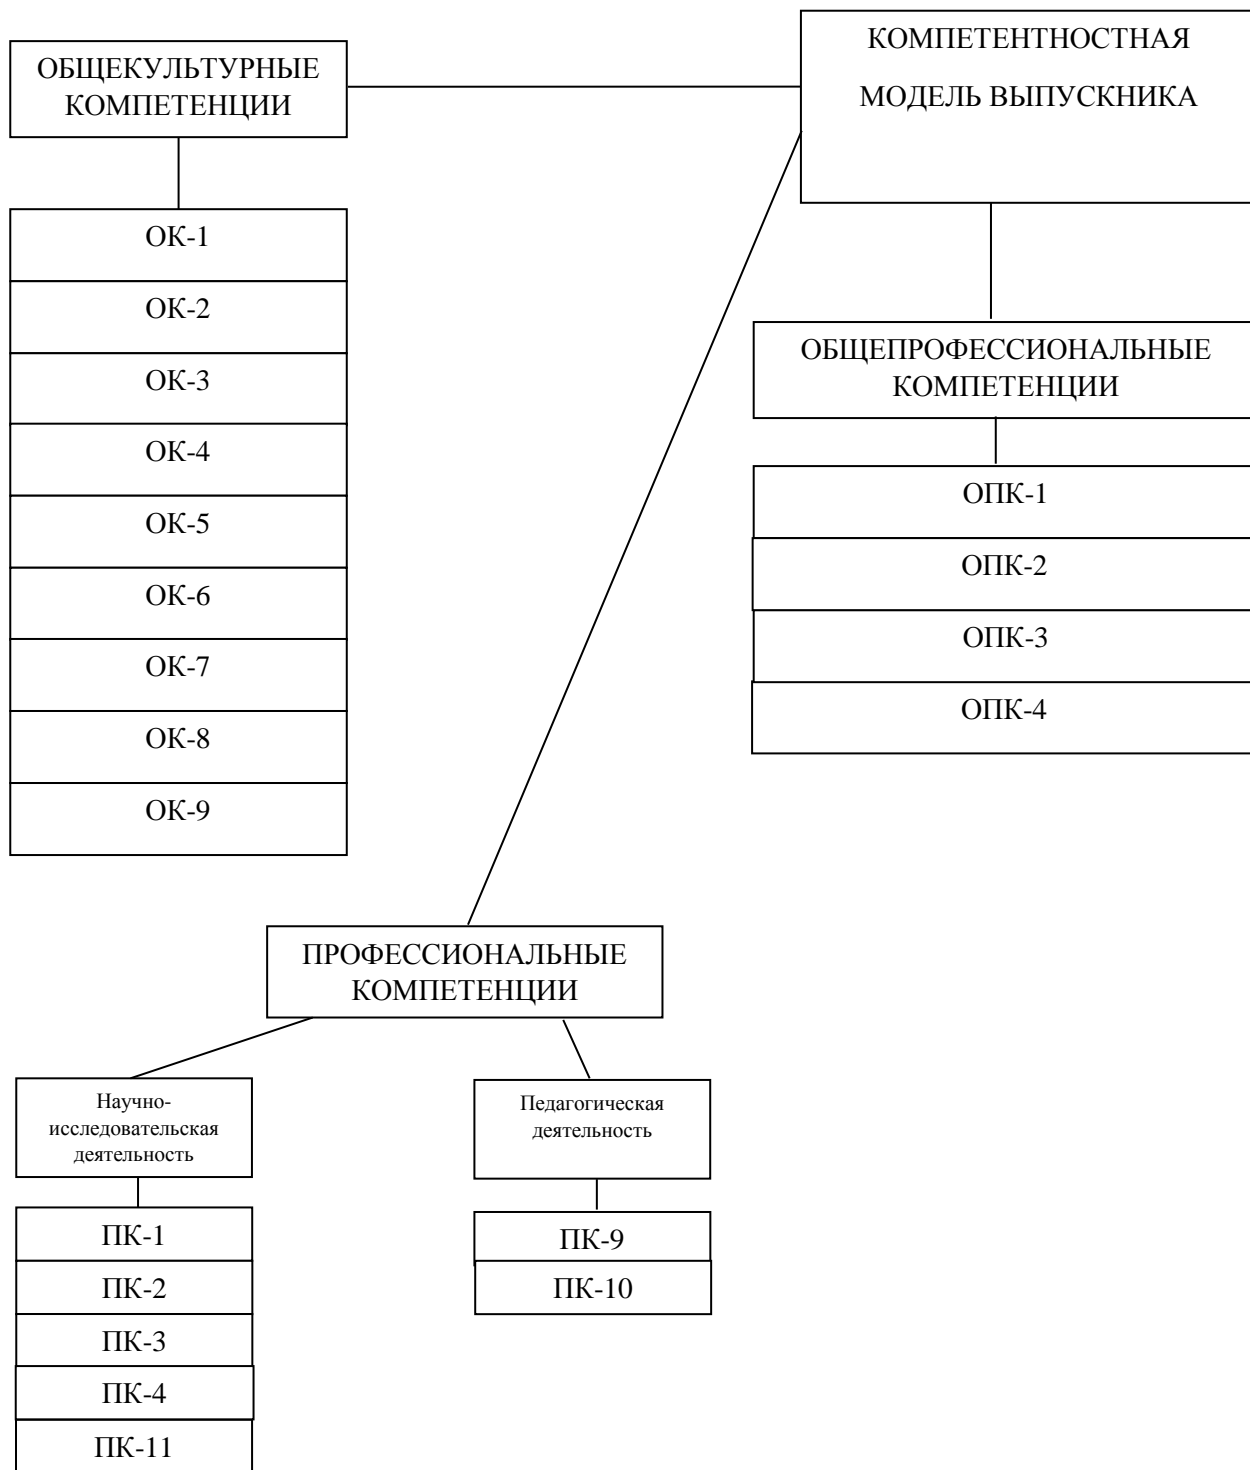 ОБЩЕКУЛЬТУРНЫЕ
КОМПЕТЕНЦИИ
КОМПЕТЕНТНОСТНАЯ
МОДЕЛЬ ВЫПУСКНИКА
ОК-1
ОК-2
ОК-3
ОК-4
ОК-5
ОК-6
ОК-7
ОК-8
ОК-9
ОБЩЕПРОФЕССИОНАЛЬНЫЕ
КОМПЕТЕНЦИИ
ОПК-1
ОПК-2
ОПК-3
ОПК-4
ПРОФЕССИОНАЛЬНЫЕ
КОМПЕТЕНЦИИ
Научно-
исследовательская
деятельность
ПК-1
ПК-2
ПК-3
ПК-4
ПК-11
Педагогическая
деятельность
ПК-9
ПК-10